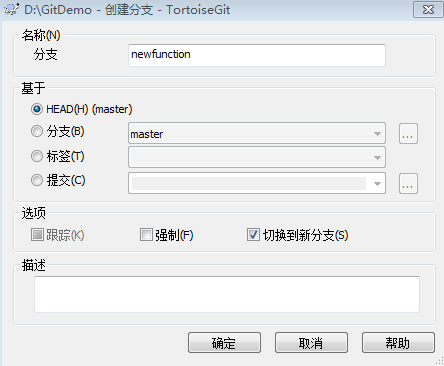 D:\GitDemo - 创建分支 - TortoiseGit
名称(N)
分支 newfunction
基于
HEAD(H) (master)
分支(B) master ...
标签(T)
提交(C) ...
选项
跟踪(K) 强制(F) 切换到新分支(S)
描述
确定 取消 帮助